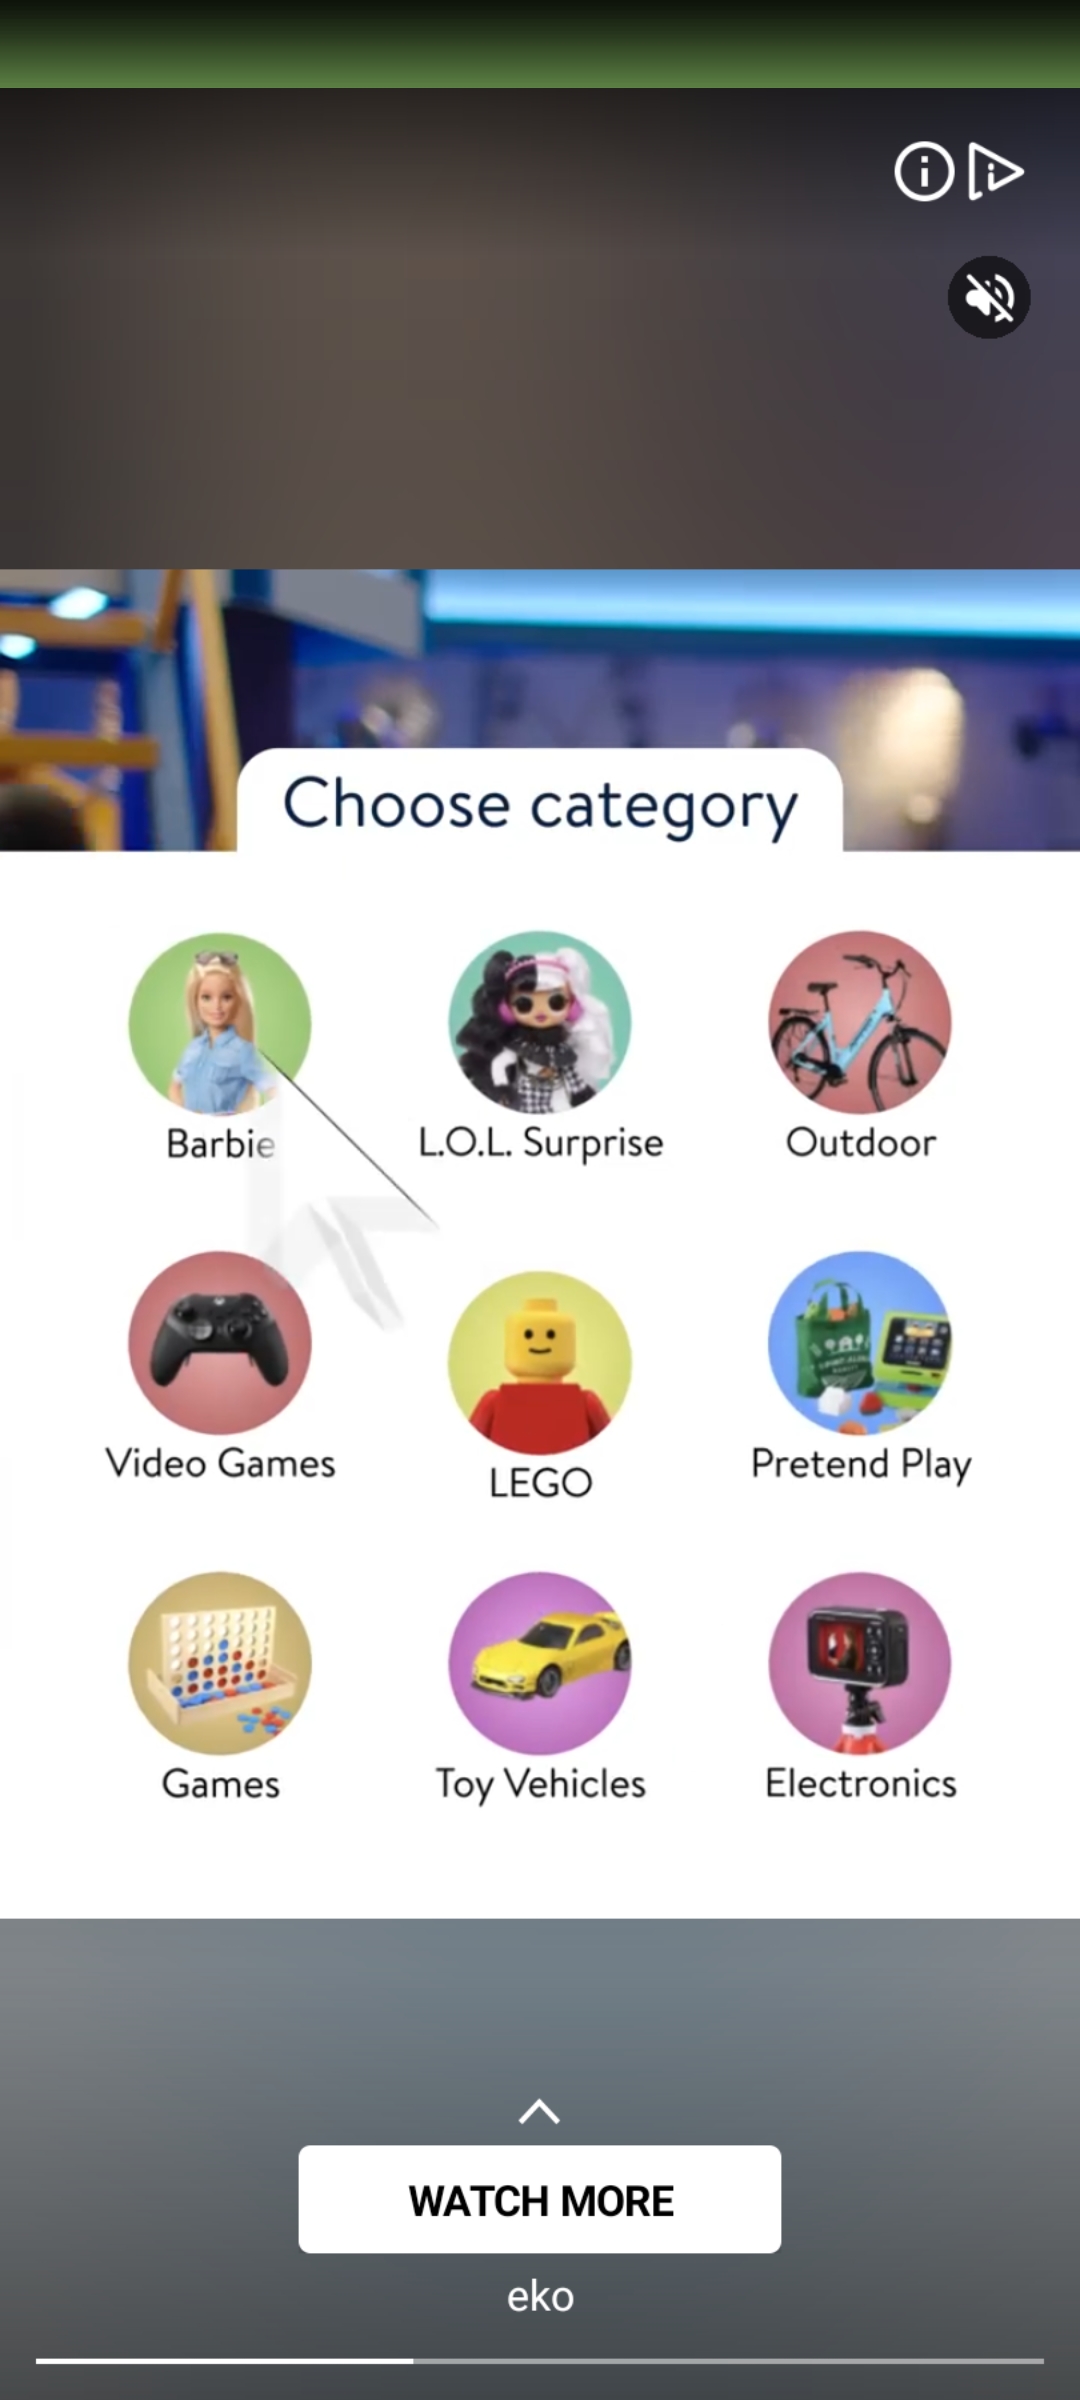 Choose category
Barbie
L.O.L. Surprise
Outdoor
Video Games
LEGO
Pretend Play
Games
Toy Vehicles
Electronics
WATCH MORE
eko